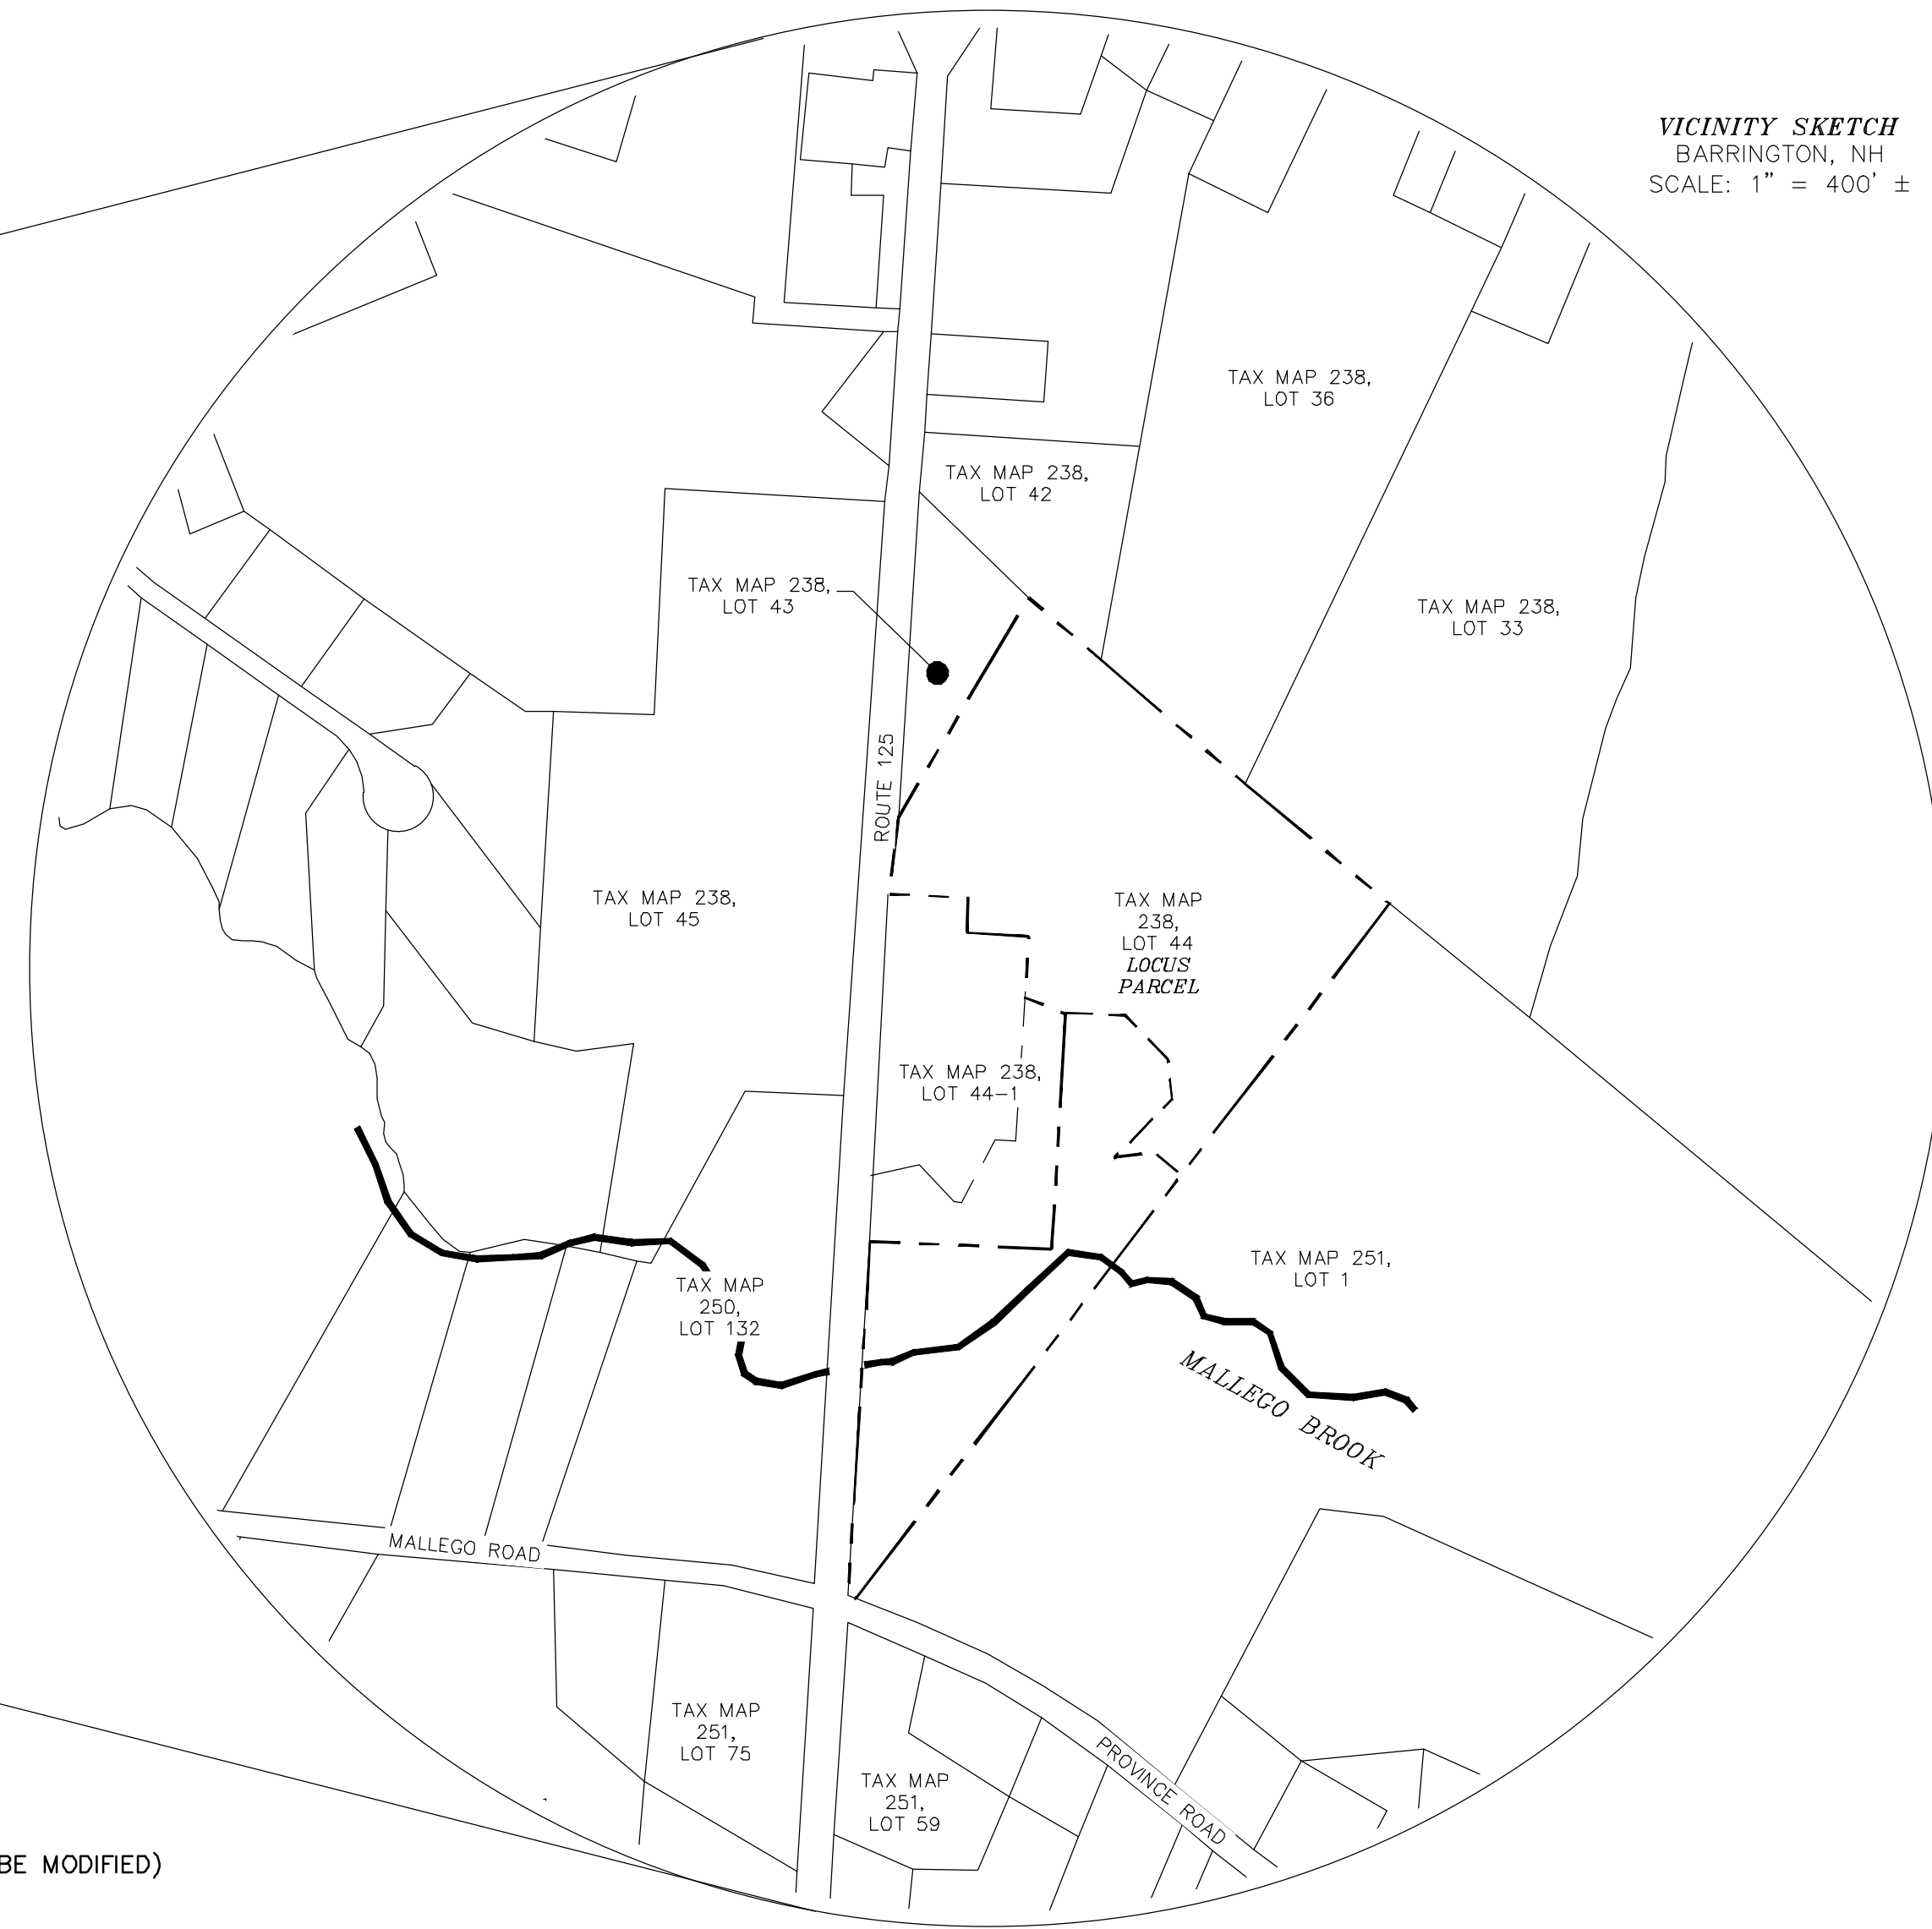 VICINITY SKETCH
BARRINGTON, NH
SCALE: 1" = 400' ±
TAX MAP 238,
LOT 36
TAX MAP 238,
LOT 42
TAX MAP 238,
LOT 43
TAX MAP 238,
LOT 33
ROUTE 125
TAX MAP 238,
LOT 45
TAX MAP
238,
LOT 44
LOCUS
PARCEL
TAX MAP 238,
LOT 44-1
TAX MAP 251,
LOT 1
TAX MAP
250,
LOT 132
MALLEGO BROOK
MALLEGO ROAD
TAX MAP
251,
LOT 75
PROVINCE ROAD
TAX MAP
251,
LOT 59
BE MODIFIED)